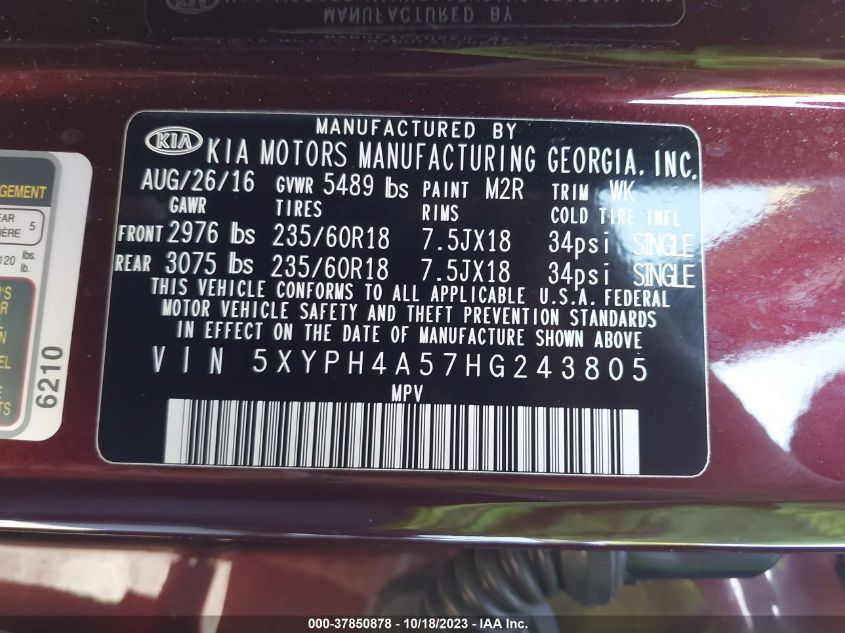 MANUFACTURED BY
KIA KIA MOTORS MANUFACTURING GEORGIA, INC.
AUG/26/16 GVWR 5489 lbs PAINT M2R TRIM WK
GAWR TIRES RIMS COLD TIRE INFL
FRONT 2976 lbs 235/60R18 7.5JX18 34psi SINGLE
REAR 3075 lbs 235/60R18 7.5JX18 34psi SINGLE
THIS VEHICLE CONFORMS TO ALL APPLICABLE U.S.A. FEDERAL
MOTOR VEHICLE SAFETY AND THEFT PREVENTION STANDARDS
IN EFFECT ON THE DATE OF MANUFACTURE SHOWN ABOVE
VIN 5XYPH4A57HG243805
MPV
5
120 lbs.
lb.
6210
000-37850878 - 10/18/2023 - IAA Inc.